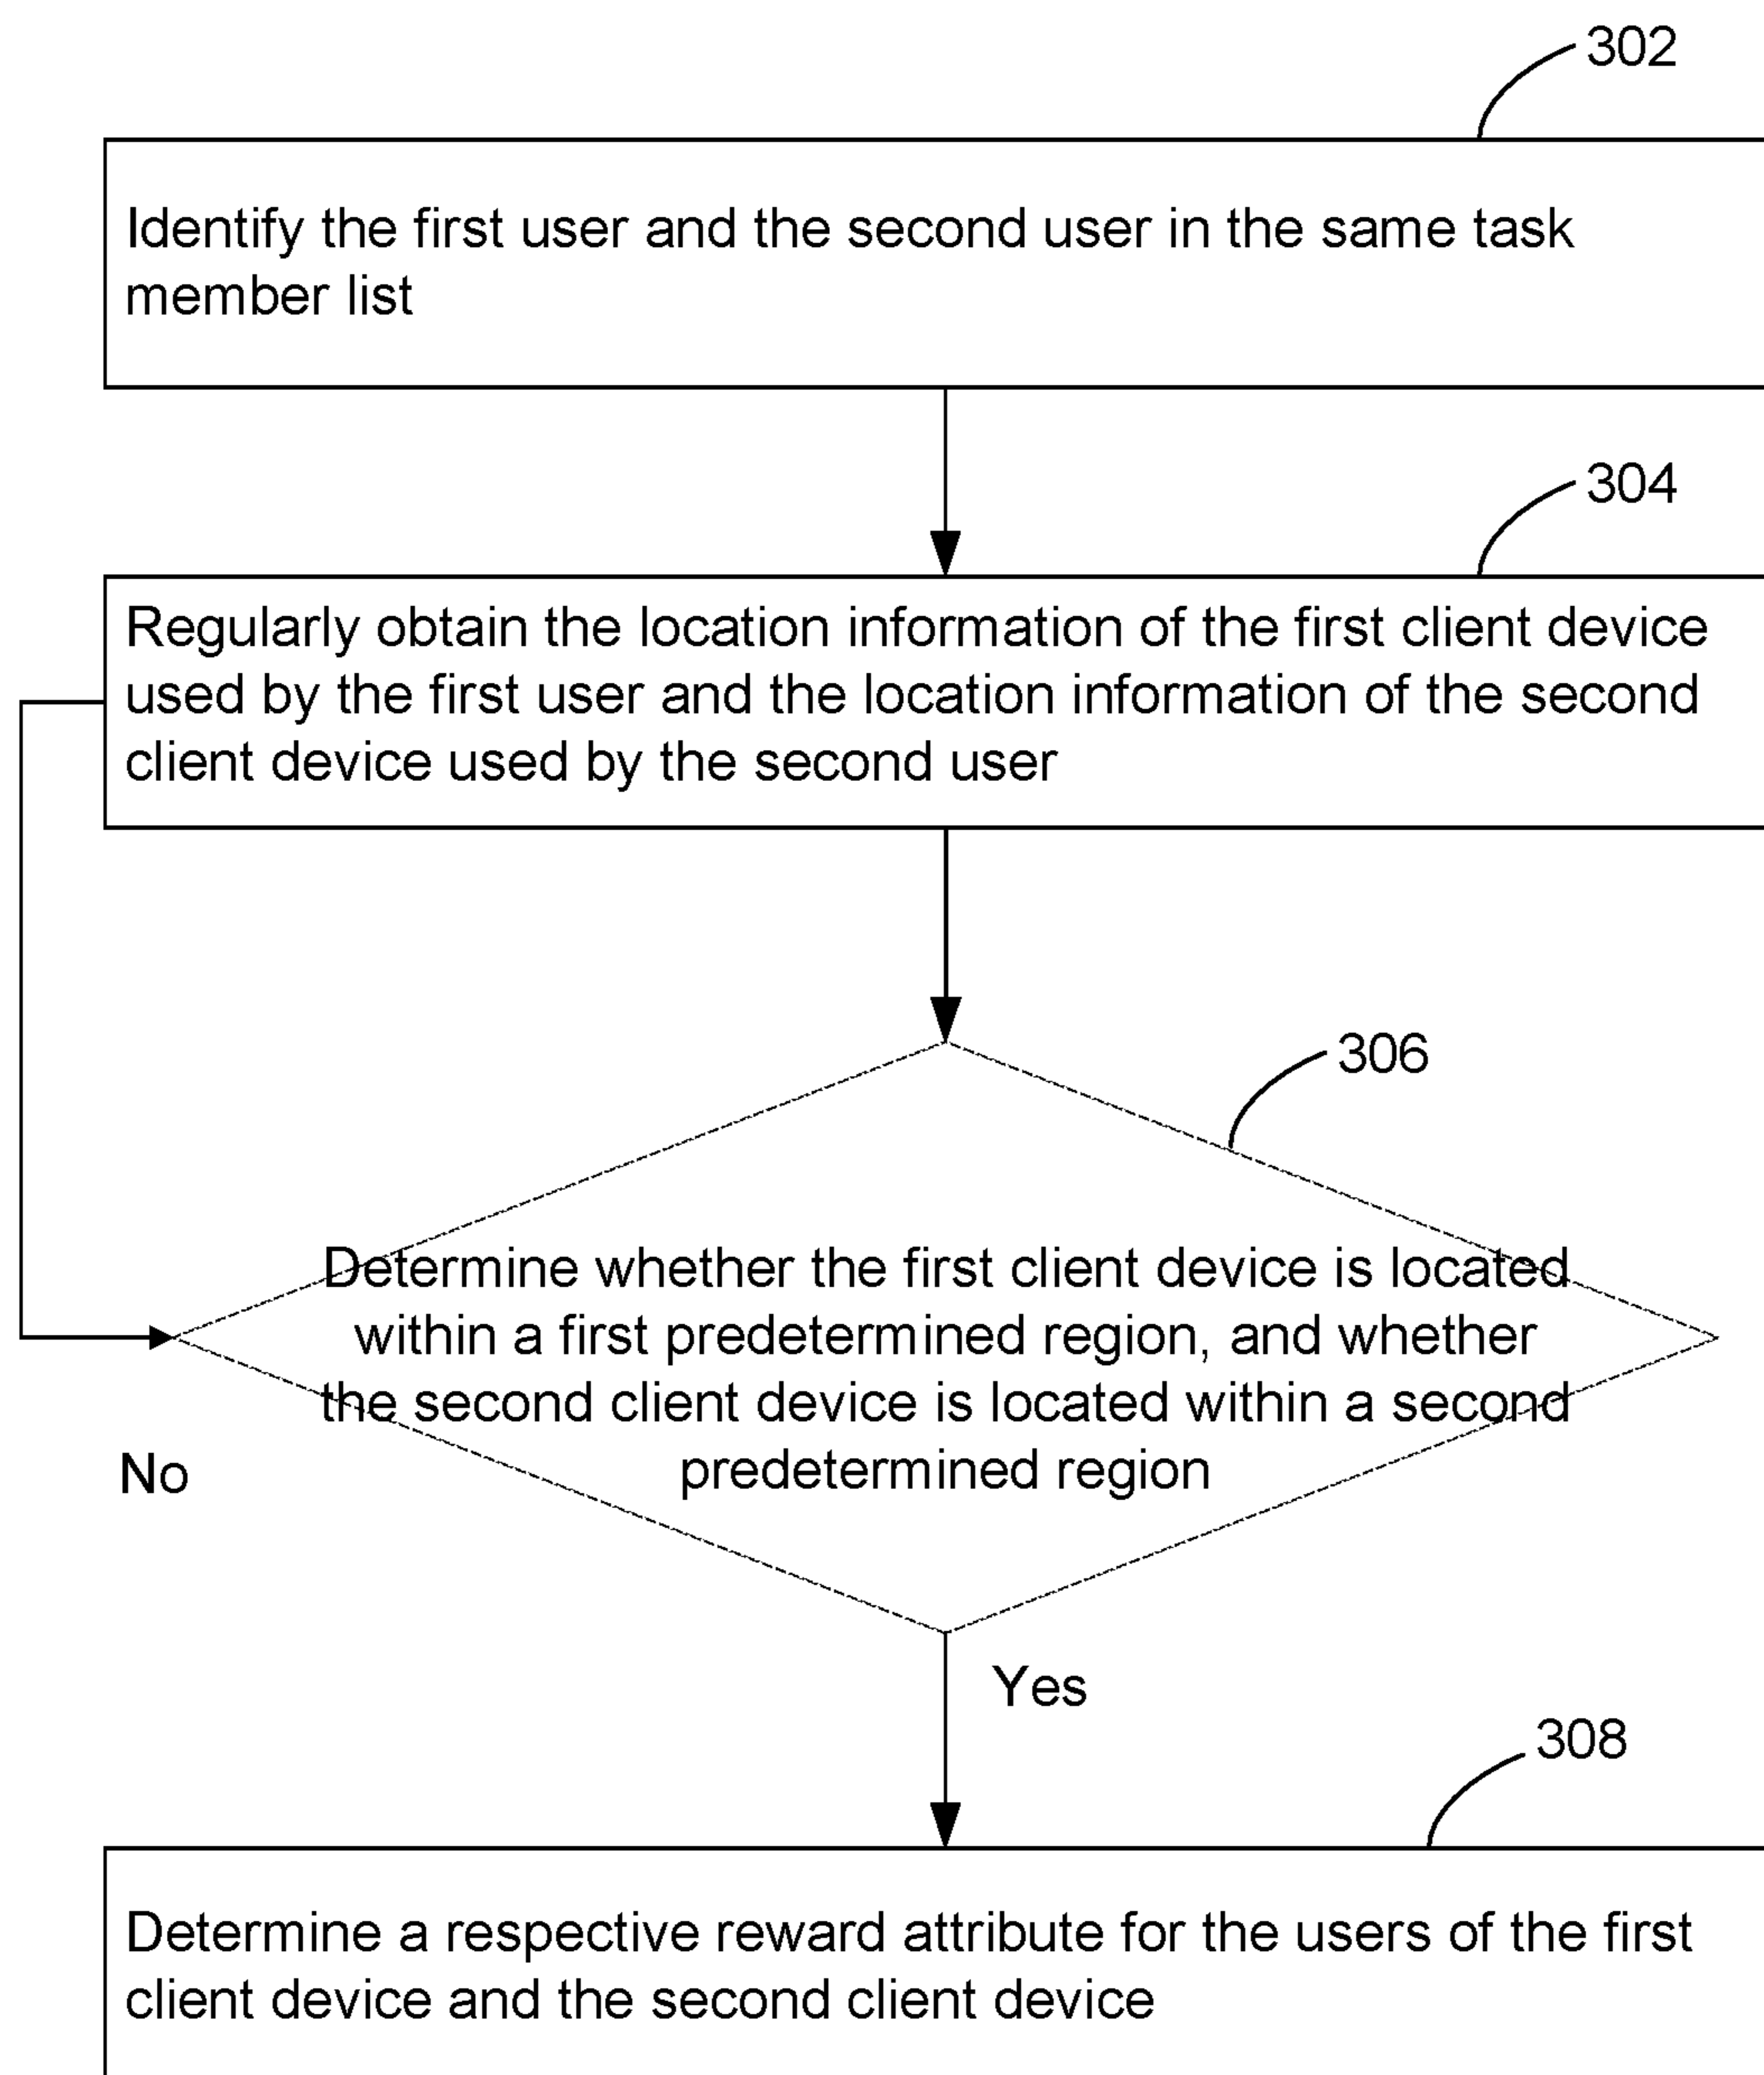 302
Identify the first user and the second user in the same task
member list
304
Regularly obtain the location information of the first client device
used by the first user and the location information of the second
client device used by the second user
306
Determine whether the first client device is located
within a first predetermined region, and whether
the second client device is located within a second
predetermined region
No
Yes
308
Determine a respective reward attribute for the users of the first
client device and the second client device